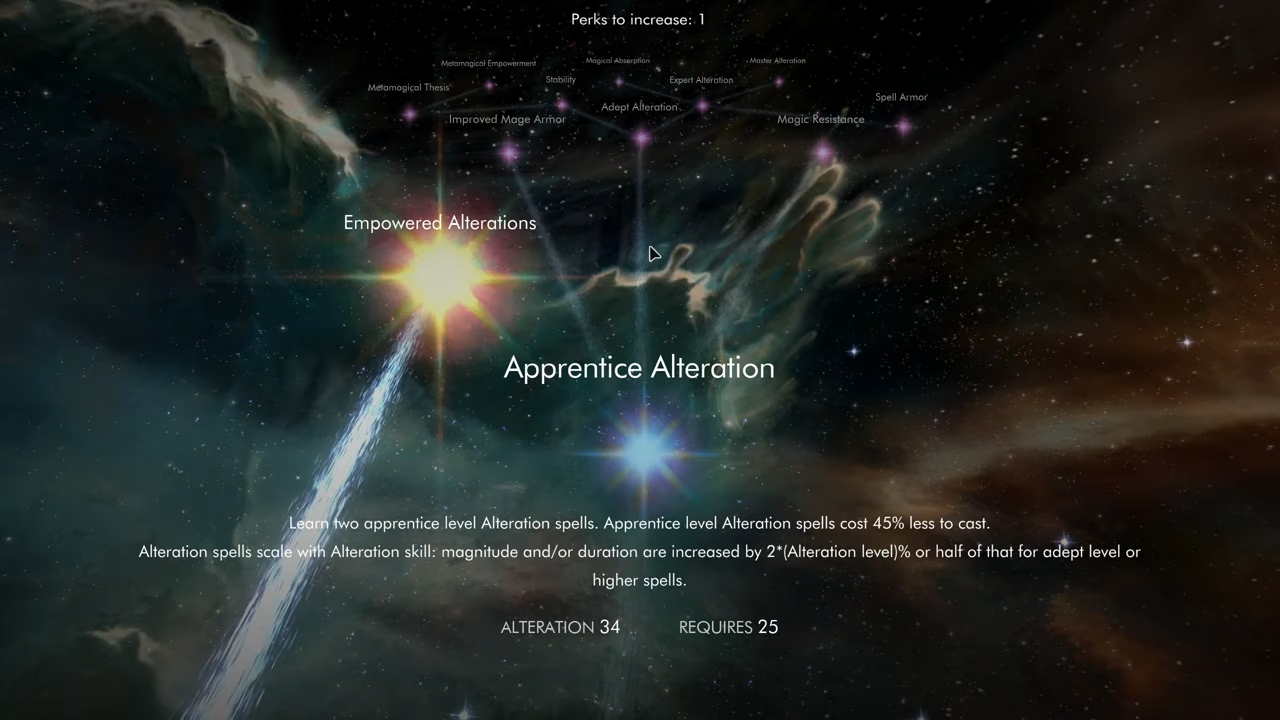 Perks to increase: 1
Metamagical Empowerment
Magical Absorption
Master Alteration
Metamagical Thesis
Stability
Expert Alteration
Spell Armor
Improved Mage Armor
Adept Alteration
Magic Resistance
Empowered Alterations
Apprentice Alteration
Learn two apprentice level Alteration spells. Apprentice level Alteration spells cost 45% less to cast.
Alteration spells scale with Alteration skill: magnitude and/or duration are increased by 2*(Alteration level)% or half of that for adept level or
higher spells.
ALTERATION 34 REQUIRES 25